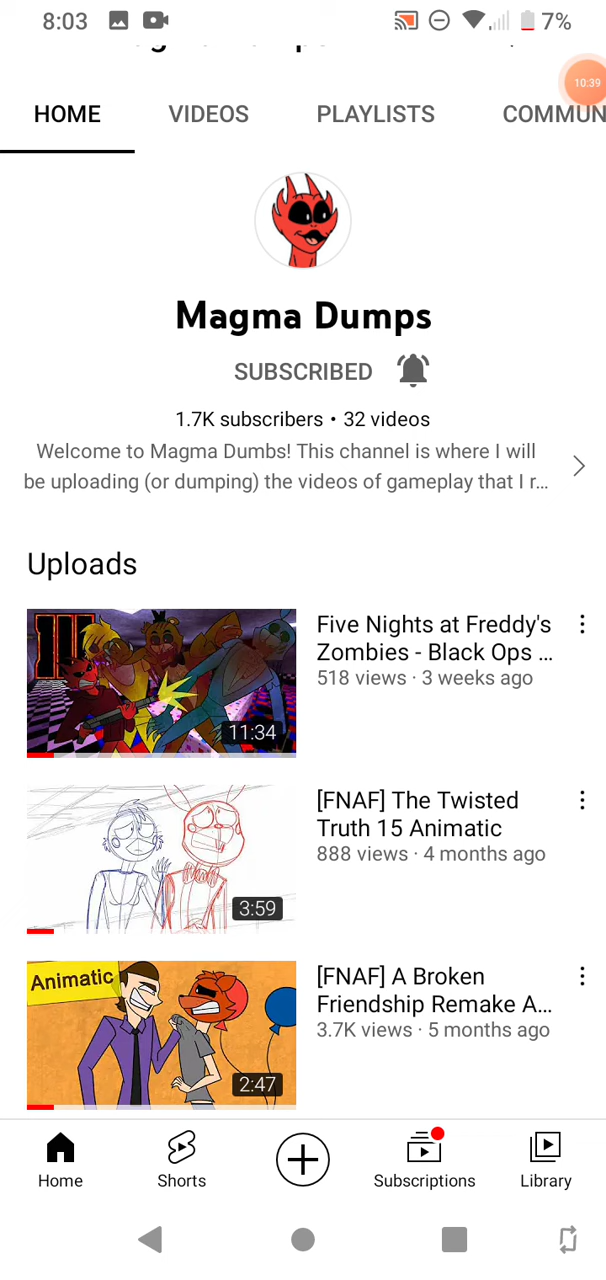 8:03
7%
10:39
HOME
VIDEOS
PLAYLISTS
COMMUN
Magma Dumps
SUBSCRIBED
1.7K subscribers • 32 videos
Welcome to Magma Dumbs! This channel is where I will
be uploading (or dumping) the videos of gameplay that I r...
Uploads
Five Nights at Freddy's
Zombies - Black Ops ...
518 views · 3 weeks ago
11:34
[FNAF] The Twisted
Truth 15 Animatic
888 views · 4 months ago
3:59
Animatic
[FNAF] A Broken
Friendship Remake A...
3.7K views · 5 months ago
2:47
Home
Shorts
Subscriptions
Library